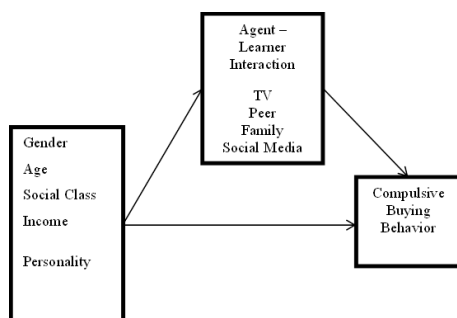 Agent –
Learner
Interaction
TV
Peer
Family
Social Media
Gender
Age
Social Class
Income
Personality
Compulsive
Buying
Behavior